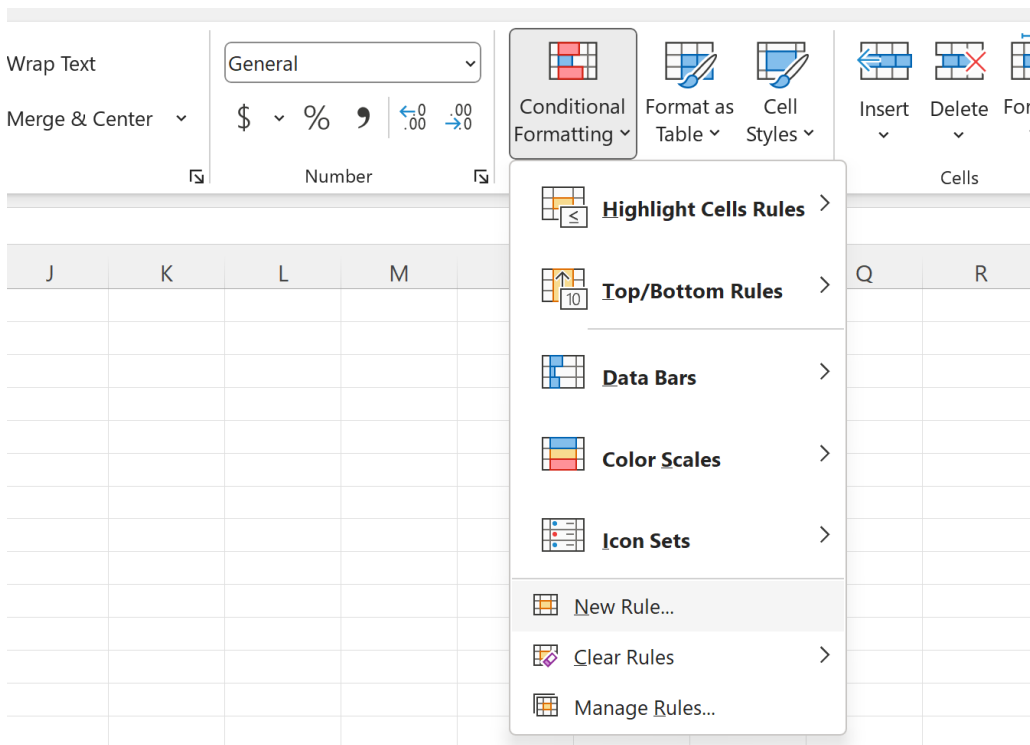 Wrap Text
General
Merge & Center
$ % , .0 .00 .00 .0
Conditional Formatting
Format as Table
Cell Styles
Insert
Delete
Number
Cells
J K L M Q R
≤
Highlight Cells Rules
10
Top/Bottom Rules
Data Bars
Color Scales
Icon Sets
New Rule...
Clear Rules
Manage Rules...